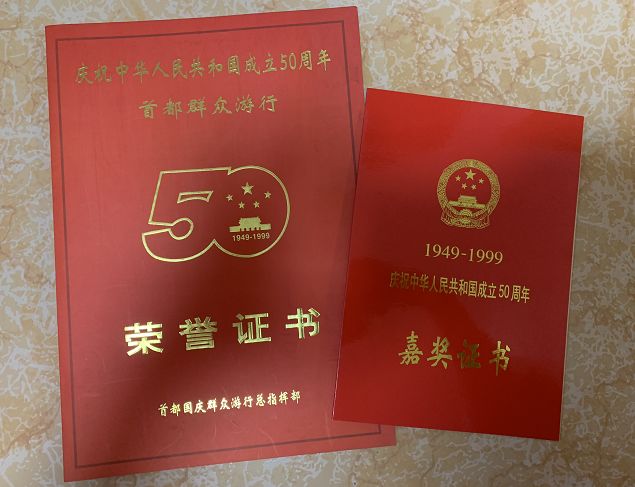 庆祝中华人民共和国成立50周年
首都群众游行
50
1949-1999
荣誉证书
首都国庆群众游行总指挥部
1949-1999
庆祝中华人民共和国成立50周年
嘉奖证书